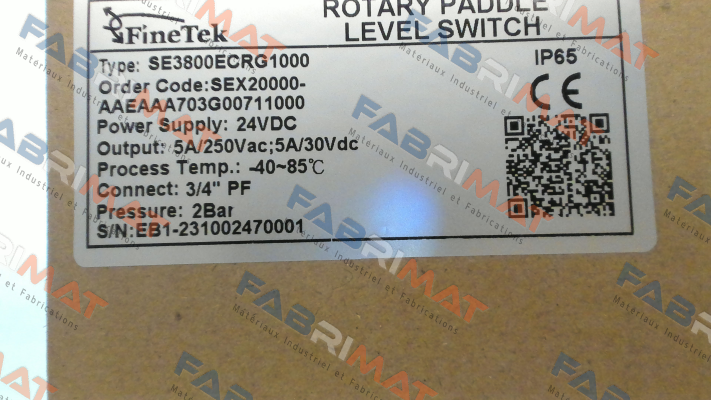 ROTARY PADDLE
LEVEL SWITCH
FineTek
Type: SE3800ECRG1000
IP65
Order Code:SEX20000-
AAEAAA703G00711000
CE
Power Supply: 24VDC
Output: 5A/250Vac;5A/30Vdc
Process Temp.: -40~85℃
Connect: 3/4" PF
Pressure: 2Bar
S/N:EB1-231002470001
FABRIMAT
Matériaux Industriel et Fabrications